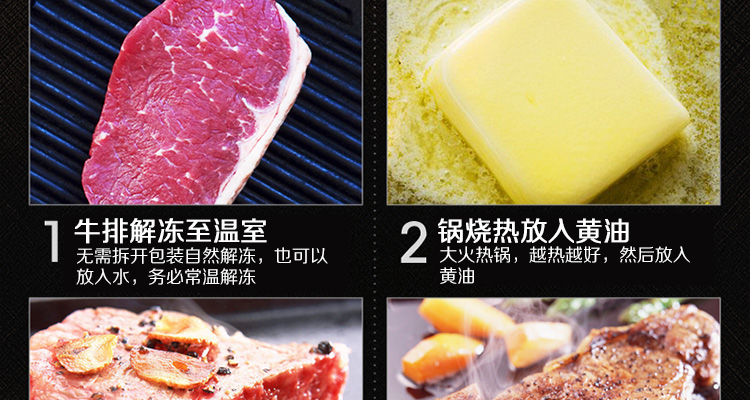 1 牛排解冻至温室
无需拆开包装自然解冻，也可以
放入水，务必常温解冻
2 锅烧热放入黄油
大火热锅，越热越好，然后放入
黄油